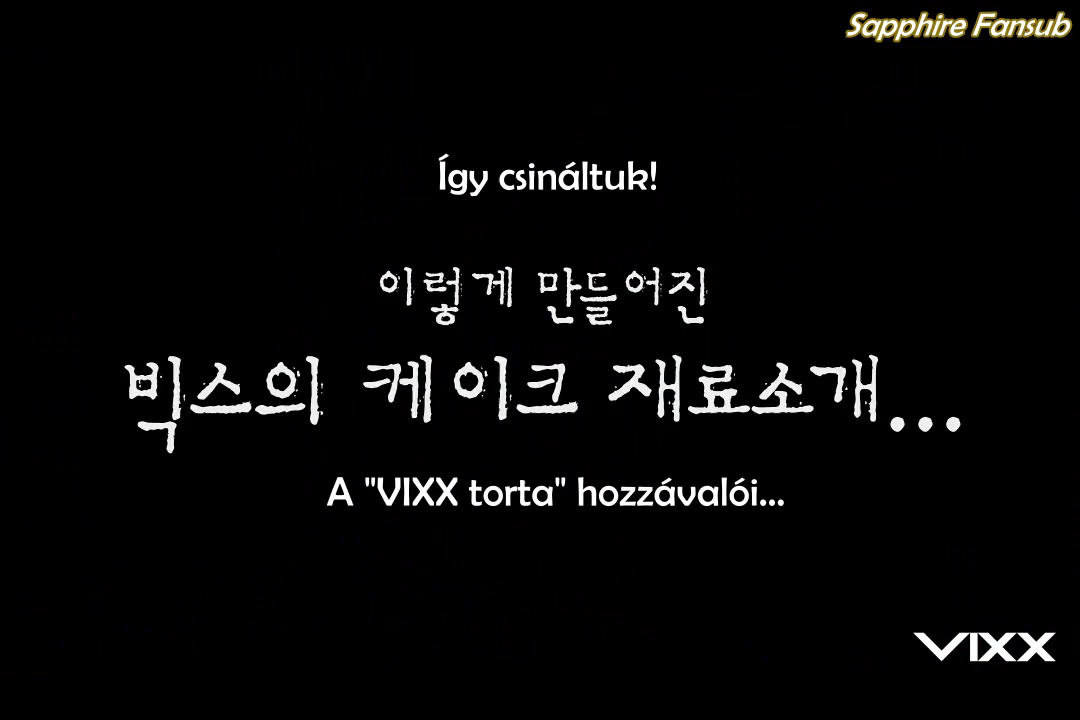 Sapphire Fansub
Így csináltuk!
이렇게 만들어진
빅스의 케이크 재료소개...
A "VIXX torta" hozzávalói...
VIXX